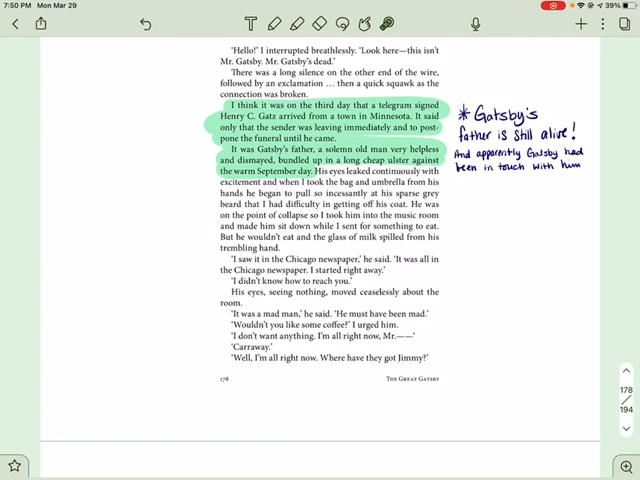 7:50 PM Mon Mar 29
39%
‘Hello!’ I interrupted breathlessly. ‘Look here—this isn’t
Mr. Gatsby. Mr. Gatsby’s dead.’
There was a long silence on the other end of the wire,
followed by an exclamation … then a quick squawk as the
connection was broken.
I think it was on the third day that a telegram signed
Henry C. Gatz arrived from a town in Minnesota. It said
only that the sender was leaving immediately and to post-
pone the funeral until he came.
It was Gatsby’s father, a solemn old man very helpless
and dismayed, bundled up in a long cheap ulster against
the warm September day. His eyes leaked continuously with
excitement and when I took the bag and umbrella from his
hands he began to pull so incessantly at his sparse grey
beard that I had difficulty in getting off his coat. He was
on the point of collapse so I took him into the music room
and made him sit down while I sent for something to eat.
But he wouldn’t eat and the glass of milk spilled from his
trembling hand.
‘I saw it in the Chicago newspaper,’ he said. ‘It was all in
the Chicago newspaper. I started right away.’
‘I didn’t know how to reach you.’
His eyes, seeing nothing, moved ceaselessly about the
room.
‘It was a mad man,’ he said. ‘He must have been mad.’
‘Wouldn’t you like some coffee?’ I urged him.
‘I don’t want anything. I’m all right now, Mr.——’
‘Carraway.’
‘Well, I’m all right now. Where have they got Jimmy?’
178
The Great Gatsby
* Gatsby's
father is still alive!
And apparently Gatsby had
been in touch with him
178
194